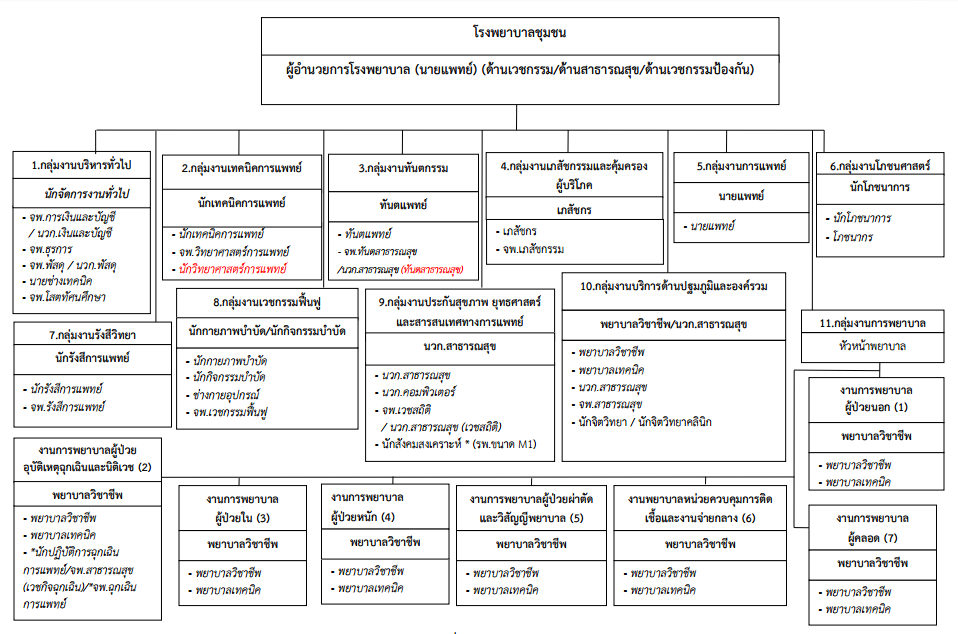 โรงพยาบาลชุมชน
ผู้อำนวยการโรงพยาบาล (นายแพทย์) (ด้านเวชกรรม/ด้านสาธารณสุข/ด้านเวชกรรมป้องกัน)
1.กลุ่มงานบริหารทั่วไป
นักจัดการงานทั่วไป
- จพ.การเงินและบัญชี
/ นวก.เงินและบัญชี
- จพ.ธุรการ
- จพ.พัสดุ / นวก.พัสดุ
- นายช่างเทคนิค
- จพ.โสตทัศนศึกษา
2.กลุ่มงานเทคนิคการแพทย์
นักเทคนิคการแพทย์
- นักเทคนิคการแพทย์
- จพ.วิทยาศาสตร์การแพทย์
- นักวิทยาศาสตร์การแพทย์
3.กลุ่มงานทันตกรรม
ทันตแพทย์
- ทันตแพทย์
- จพ.ทันตสาธารณสุข
/นวก.สาธารณสุข (ทันตสาธารณสุข)
4.กลุ่มงานเภสัชกรรมและคุ้มครอง
ผู้บริโภค
เภสัชกร
- เภสัชกร
- จพ.เภสัชกรรม
5.กลุ่มงานการแพทย์
นายแพทย์
- นายแพทย์
6.กลุ่มงานโภชนศาสตร์
นักโภชนาการ
- นักโภชนาการ
- โภชนากร
7.กลุ่มงานรังสีวิทยา
นักรังสีการแพทย์
- นักรังสีการแพทย์
- จพ.รังสีการแพทย์
8.กลุ่มงานเวชกรรมฟื้นฟู
นักกายภาพบำบัด/นักกิจกรรมบำบัด
- นักกายภาพบำบัด
- นักกิจกรรมบำบัด
- ช่างกายอุปกรณ์
- จพ.เวชกรรมฟื้นฟู
9.กลุ่มงานประกันสุขภาพ ยุทธศาสตร์
และสารสนเทศทางการแพทย์
นวก.สาธารณสุข
- นวก.สาธารณสุข
- นวก.คอมพิวเตอร์
- จพ.เวชสถิติ
/ นวก.สาธารณสุข (เวชสถิติ)
- นักสังคมสงเคราะห์ * (รพ.ขนาด M1)
10.กลุ่มงานบริการด้านปฐมภูมิและองค์รวม
พยาบาลวิชาชีพ/นวก.สาธารณสุข
- พยาบาลวิชาชีพ
- พยาบาลเทคนิค
- นวก.สาธารณสุข
- จพ.สาธารณสุข
- นักจิตวิทยา / นักจิตวิทยาคลินิก
11.กลุ่มงานการพยาบาล
หัวหน้าพยาบาล
งานการพยาบาล
ผู้ป่วยนอก (1)
พยาบาลวิชาชีพ
- พยาบาลวิชาชีพ
- พยาบาลเทคนิค
งานการพยาบาลผู้ป่วย
อุบัติเหตุฉุกเฉินและนิติเวช (2)
พยาบาลวิชาชีพ
- พยาบาลวิชาชีพ
- พยาบาลเทคนิค
- *นักปฏิบัติการฉุกเฉิน
การแพทย์/จพ.สาธารณสุข
(เวชกิจฉุกเฉิน)/*จพ.ฉุกเฉิน
การแพทย์
งานการพยาบาล
ผู้ป่วยใน (3)
พยาบาลวิชาชีพ
- พยาบาลวิชาชีพ
- พยาบาลเทคนิค
งานการพยาบาล
ผู้ป่วยหนัก (4)
พยาบาลวิชาชีพ
- พยาบาลวิชาชีพ
- พยาบาลเทคนิค
งานการพยาบาลผู้ป่วยผ่าตัด
และวิสัญญีพยาบาล (5)
พยาบาลวิชาชีพ
- พยาบาลวิชาชีพ
- พยาบาลเทคนิค
งานพยาบาลหน่วยควบคุมการติด
เชื้อและงานจ่ายกลาง (6)
พยาบาลวิชาชีพ
- พยาบาลวิชาชีพ
- พยาบาลเทคนิค
งานการพยาบาล
ผู้คลอด (7)
พยาบาลวิชาชีพ
- พยาบาลวิชาชีพ
- พยาบาลเทคนิค